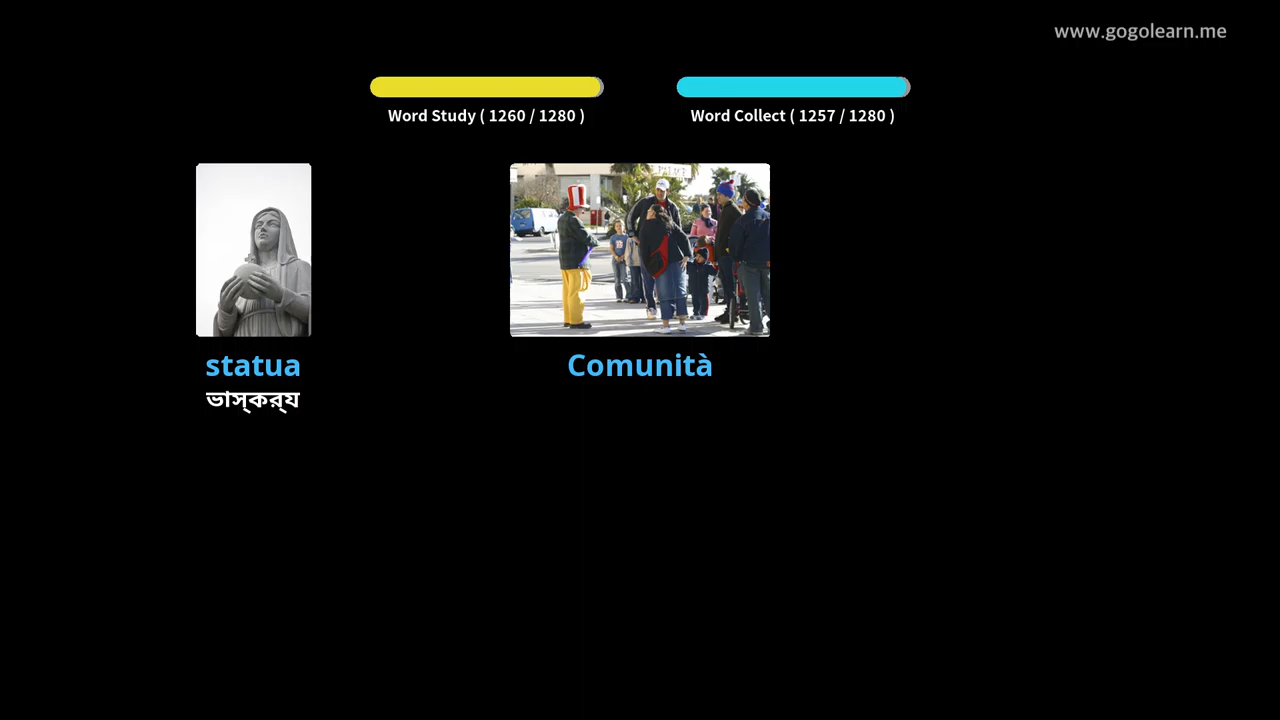 www.gogolearn.me
Word Study ( 1260 / 1280 )
Word Collect ( 1257 / 1280 )
statua
Comunità
ভাস্কর্য